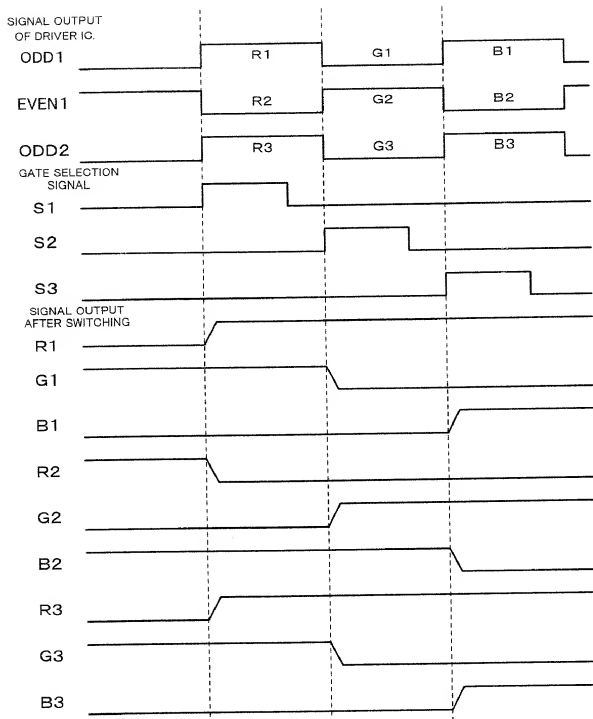 SIGNAL OUTPUT
OF DRIVER IC.
ODD1 R1 G1 B1
EVEN1 R2 G2 B2
ODD2 R3 G3 B3
GATE SELECTION
SIGNAL
S1
S2
S3
SIGNAL OUTPUT
AFTER SWITCHING
R1
G1
B1
R2
G2
B2
R3
G3
B3